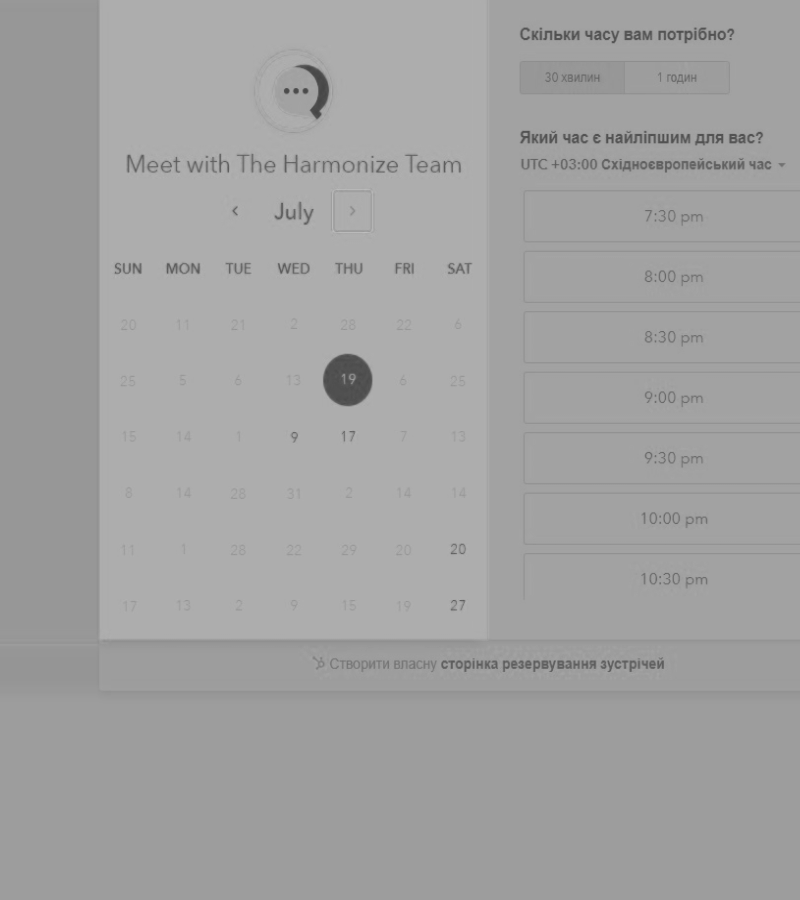 Meet with The Harmonize Team
July
SUN MON TUE WED THU FRI SAT
20 11 21 2 28 22 6
25 5 6 13 19 6 25
15 14 1 9 17 7 13
8 14 28 31 2 14 14
11 1 28 22 29 20 20
17 13 2 9 15 19 27
Скільки часу вам потрібно?
30 хвилин 1 годин
Який час є найліпшим для вас?
UTC +03:00 Східноєвропейський час
7:30 pm
8:00 pm
8:30 pm
9:00 pm
9:30 pm
10:00 pm
10:30 pm
Створити власну сторінка резервування зустрічей